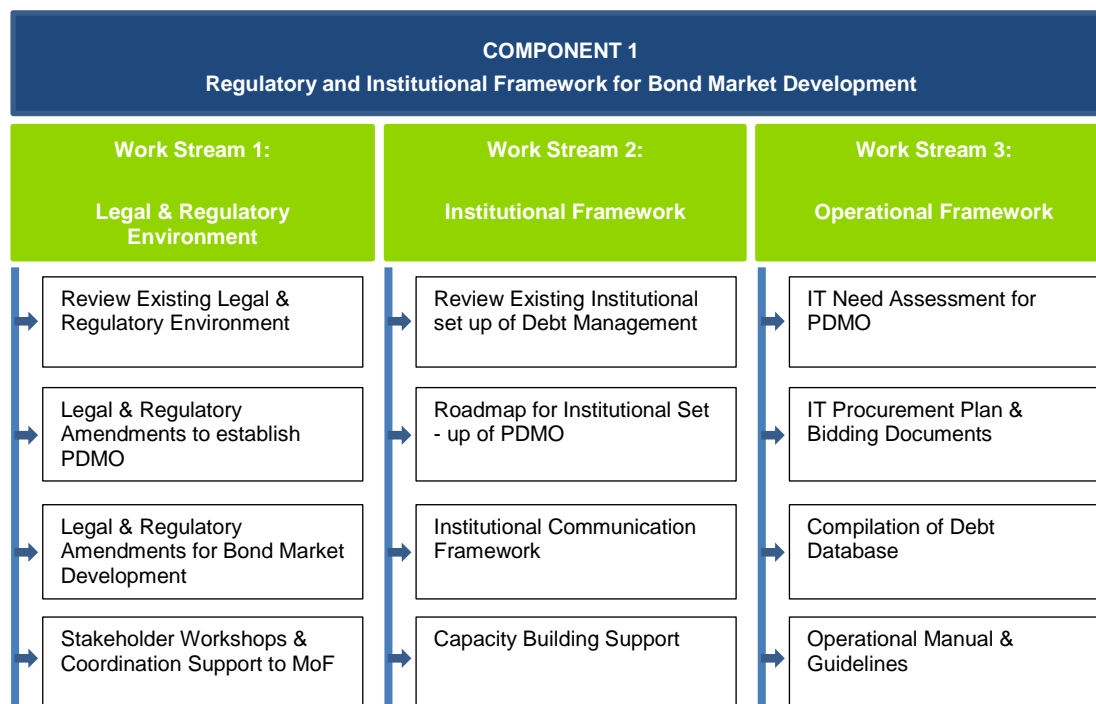 COMPONENT 1
Regulatory and Institutional Framework for Bond Market Development
Work Stream 1:
Legal & Regulatory
Environment
Review Existing Legal &
Regulatory Environment
Legal & Regulatory
Amendments to establish
PDMO
Legal & Regulatory
Amendments for Bond Market
Development
Stakeholder Workshops &
Coordination Support to MoF
Work Stream 2:
Institutional Framework
Review Existing Institutional
set up of Debt Management
Roadmap for Institutional Set
- up of PDMO
Institutional Communication
Framework
Capacity Building Support
Work Stream 3:
Operational Framework
IT Need Assessment for
PDMO
IT Procurement Plan &
Bidding Documents
Compilation of Debt
Database
Operational Manual &
Guidelines